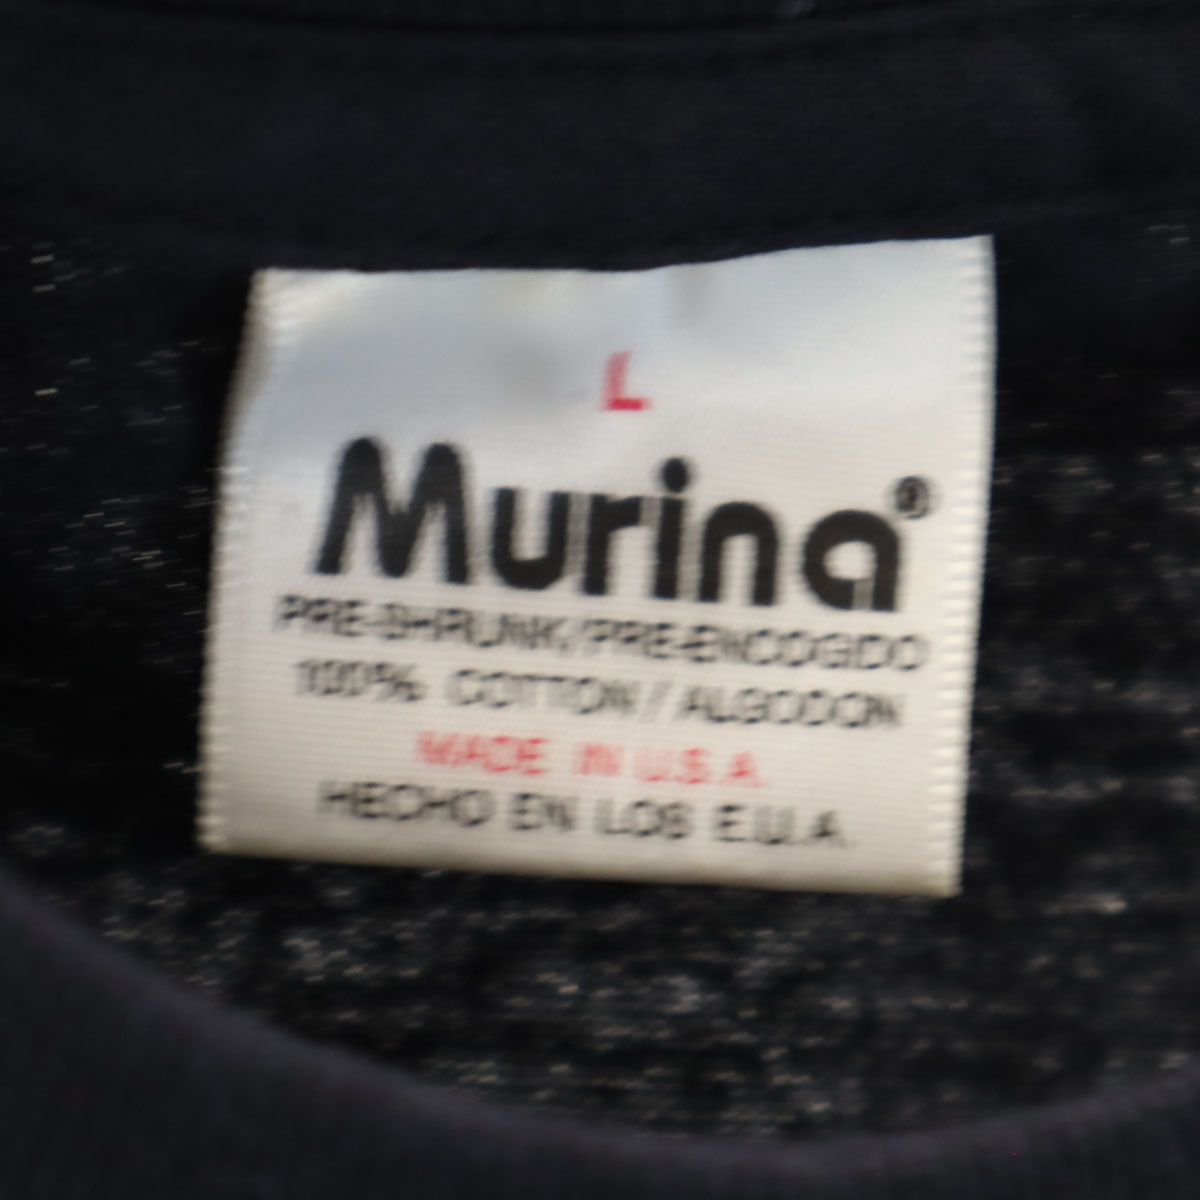 L
Murina®
PRE-SHRUNK/PRE-ENCOGIDO
100% COTTON / ALGODON
MADE IN U.S.A.
HECHO EN LOS E.U.A.